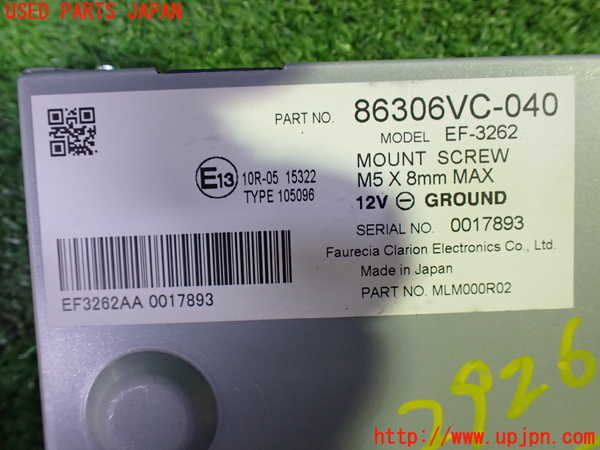 USED PARTS JAPAN
PART NO. 86306VC-040
MODEL EF-3262
MOUNT SCREW
M5 X 8mm MAX
12V ⊖ GROUND
SERIAL NO. 0017893
Faurecia Clarion Electronics Co., Ltd.
Made in Japan
PART NO. MLM000R02
E13 10R-05 15322
TYPE 105096
EF3262AA 0017893
2926
http://www.upjpn.com/